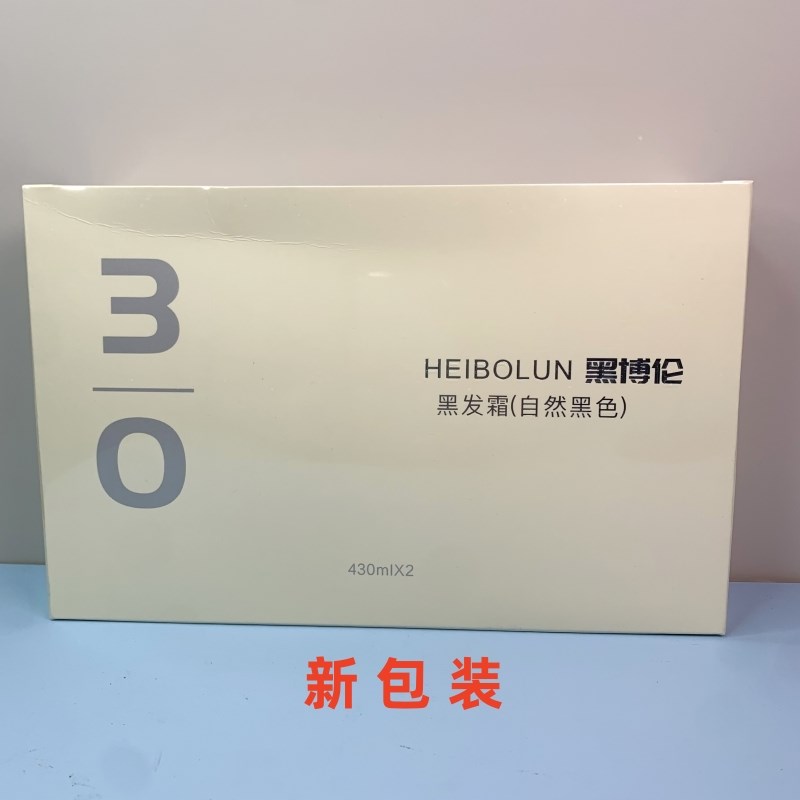 3
0
HEIBOLUN 黑博伦
黑发霜(自然黑色)
430mlX2
新包装